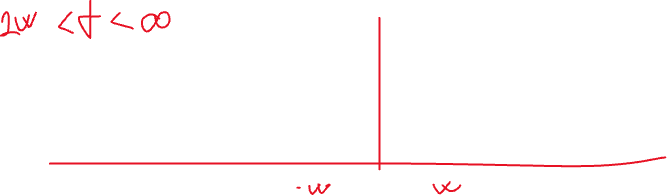 2w < t < ∞
-w w